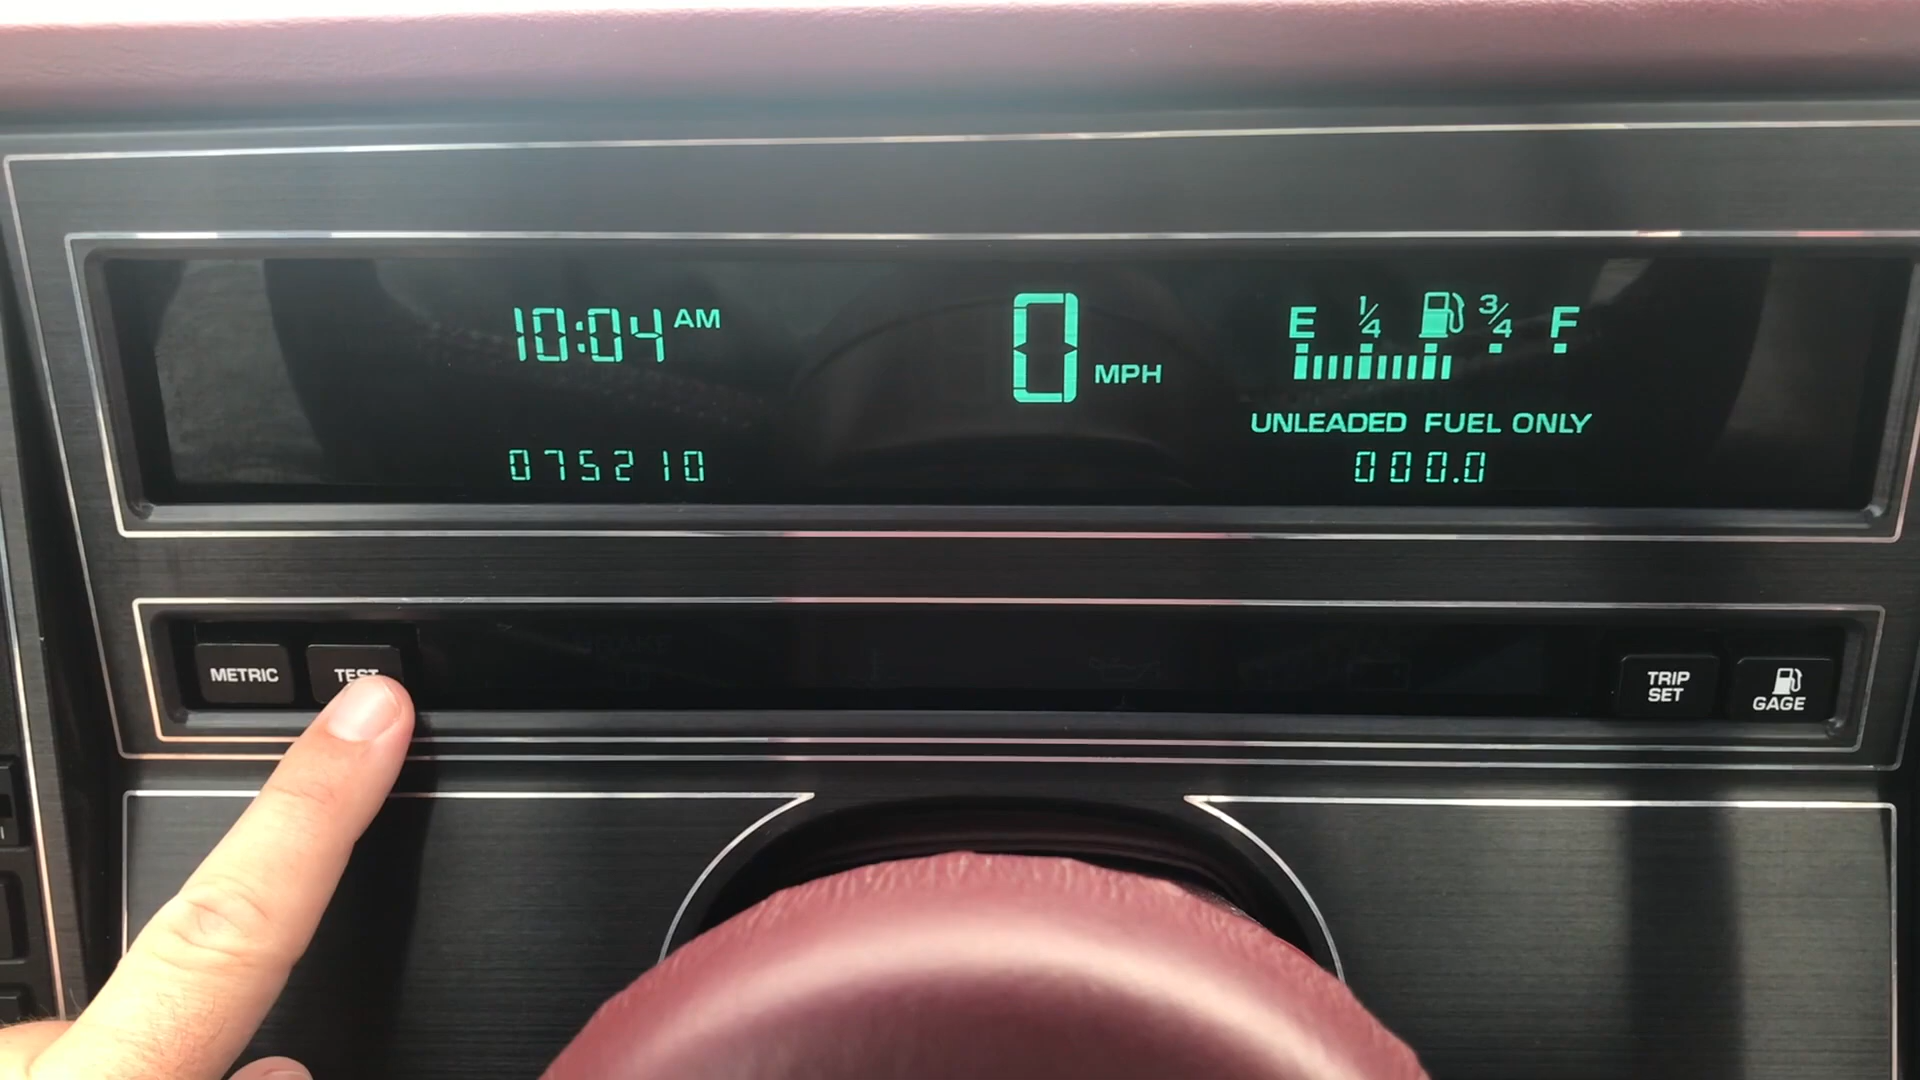 10:04 AM
0 MPH
E 1/4 3/4 F
UNLEADED FUEL ONLY
075210
000.0
METRIC
TEST
TRIP SET
GAGE